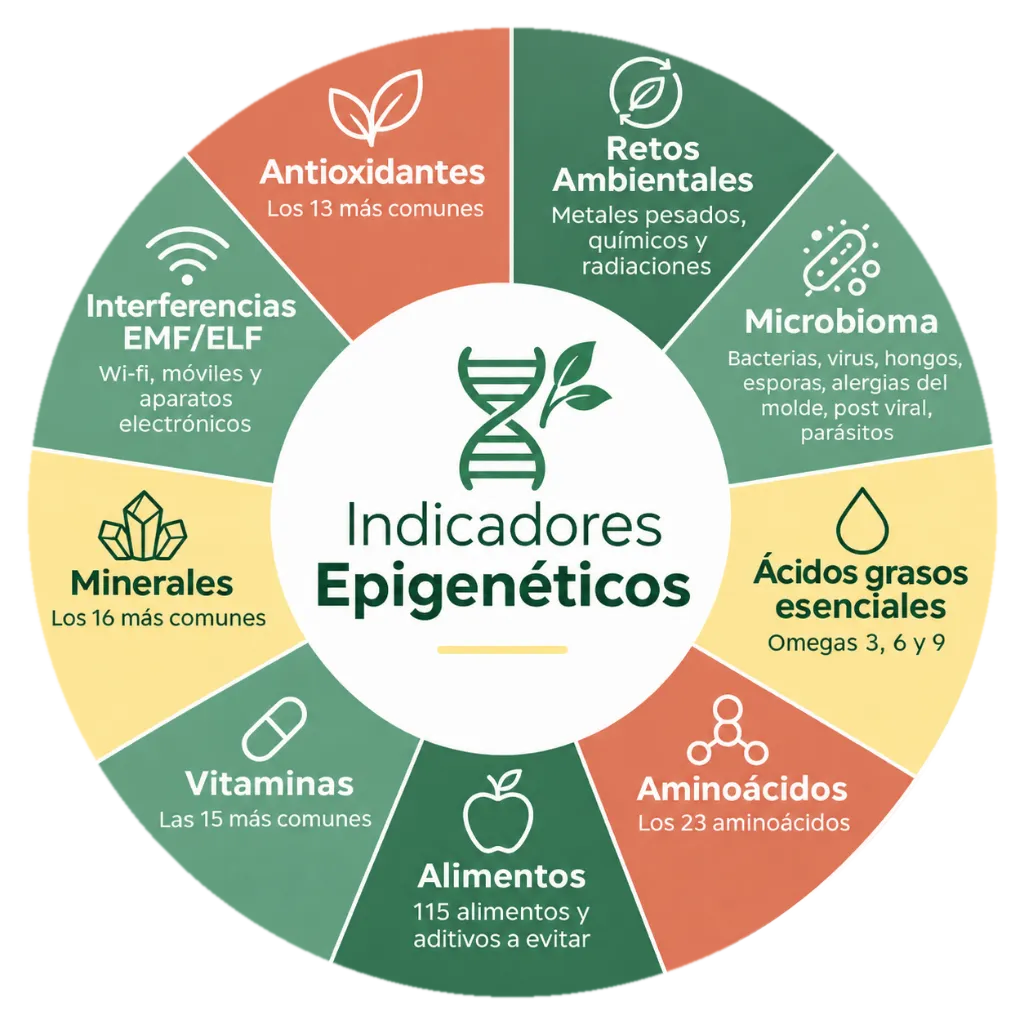 Indicadores
Epigenéticos
Retos
Ambientales
Metales pesados,
químicos y
radiaciones
Microbioma
Bacterias, virus, hongos,
esporas, alergias del
molde, post viral,
parásitos
Ácidos grasos
esenciales
Omegas 3, 6 y 9
Aminoácidos
Los 23 aminoácidos
Alimentos
115 alimentos y
aditivos a evitar
Vitaminas
Las 15 más comunes
Minerales
Los 16 más comunes
Interferencias
EMF/ELF
Wi-fi, móviles y
aparatos
electrónicos
Antioxidantes
Los 13 más comunes